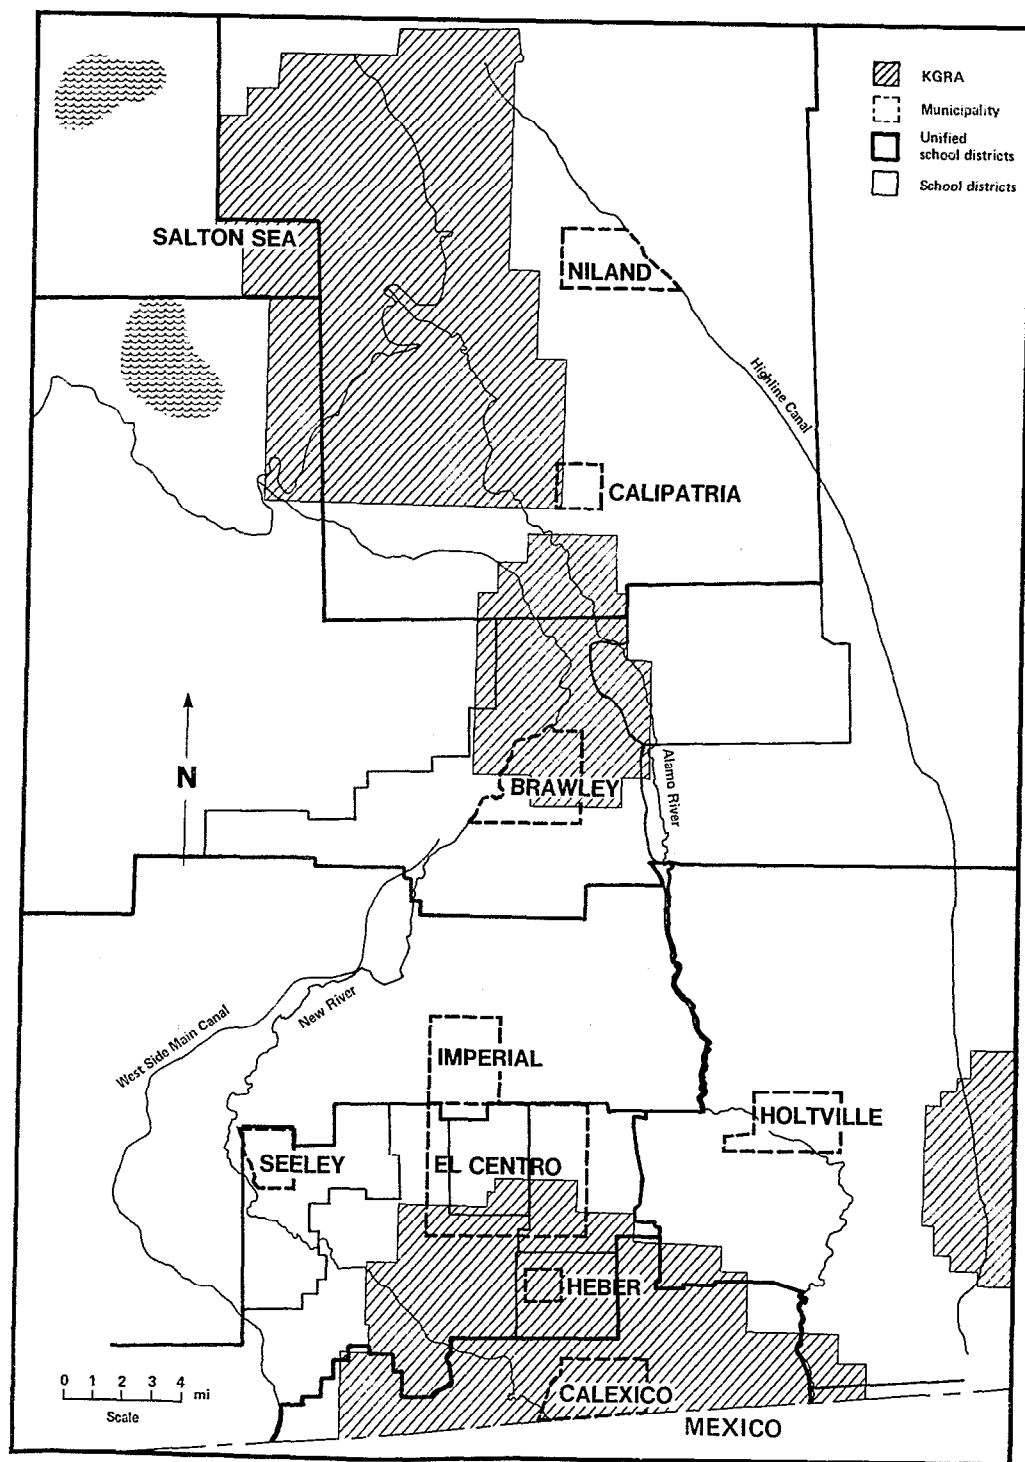 KGRA
Municipality
Unified
school districts
School districts
SALTON SEA
NILAND
Highline Canal
CALIPATRIA
N
BRAWLEY
Alamo River
New River
West Side Main Canal
IMPERIAL
HOLTVILLE
SEELEY
EL CENTRO
HEBER
0 1 2 3 4 mi
Scale
CALEXICO
MEXICO